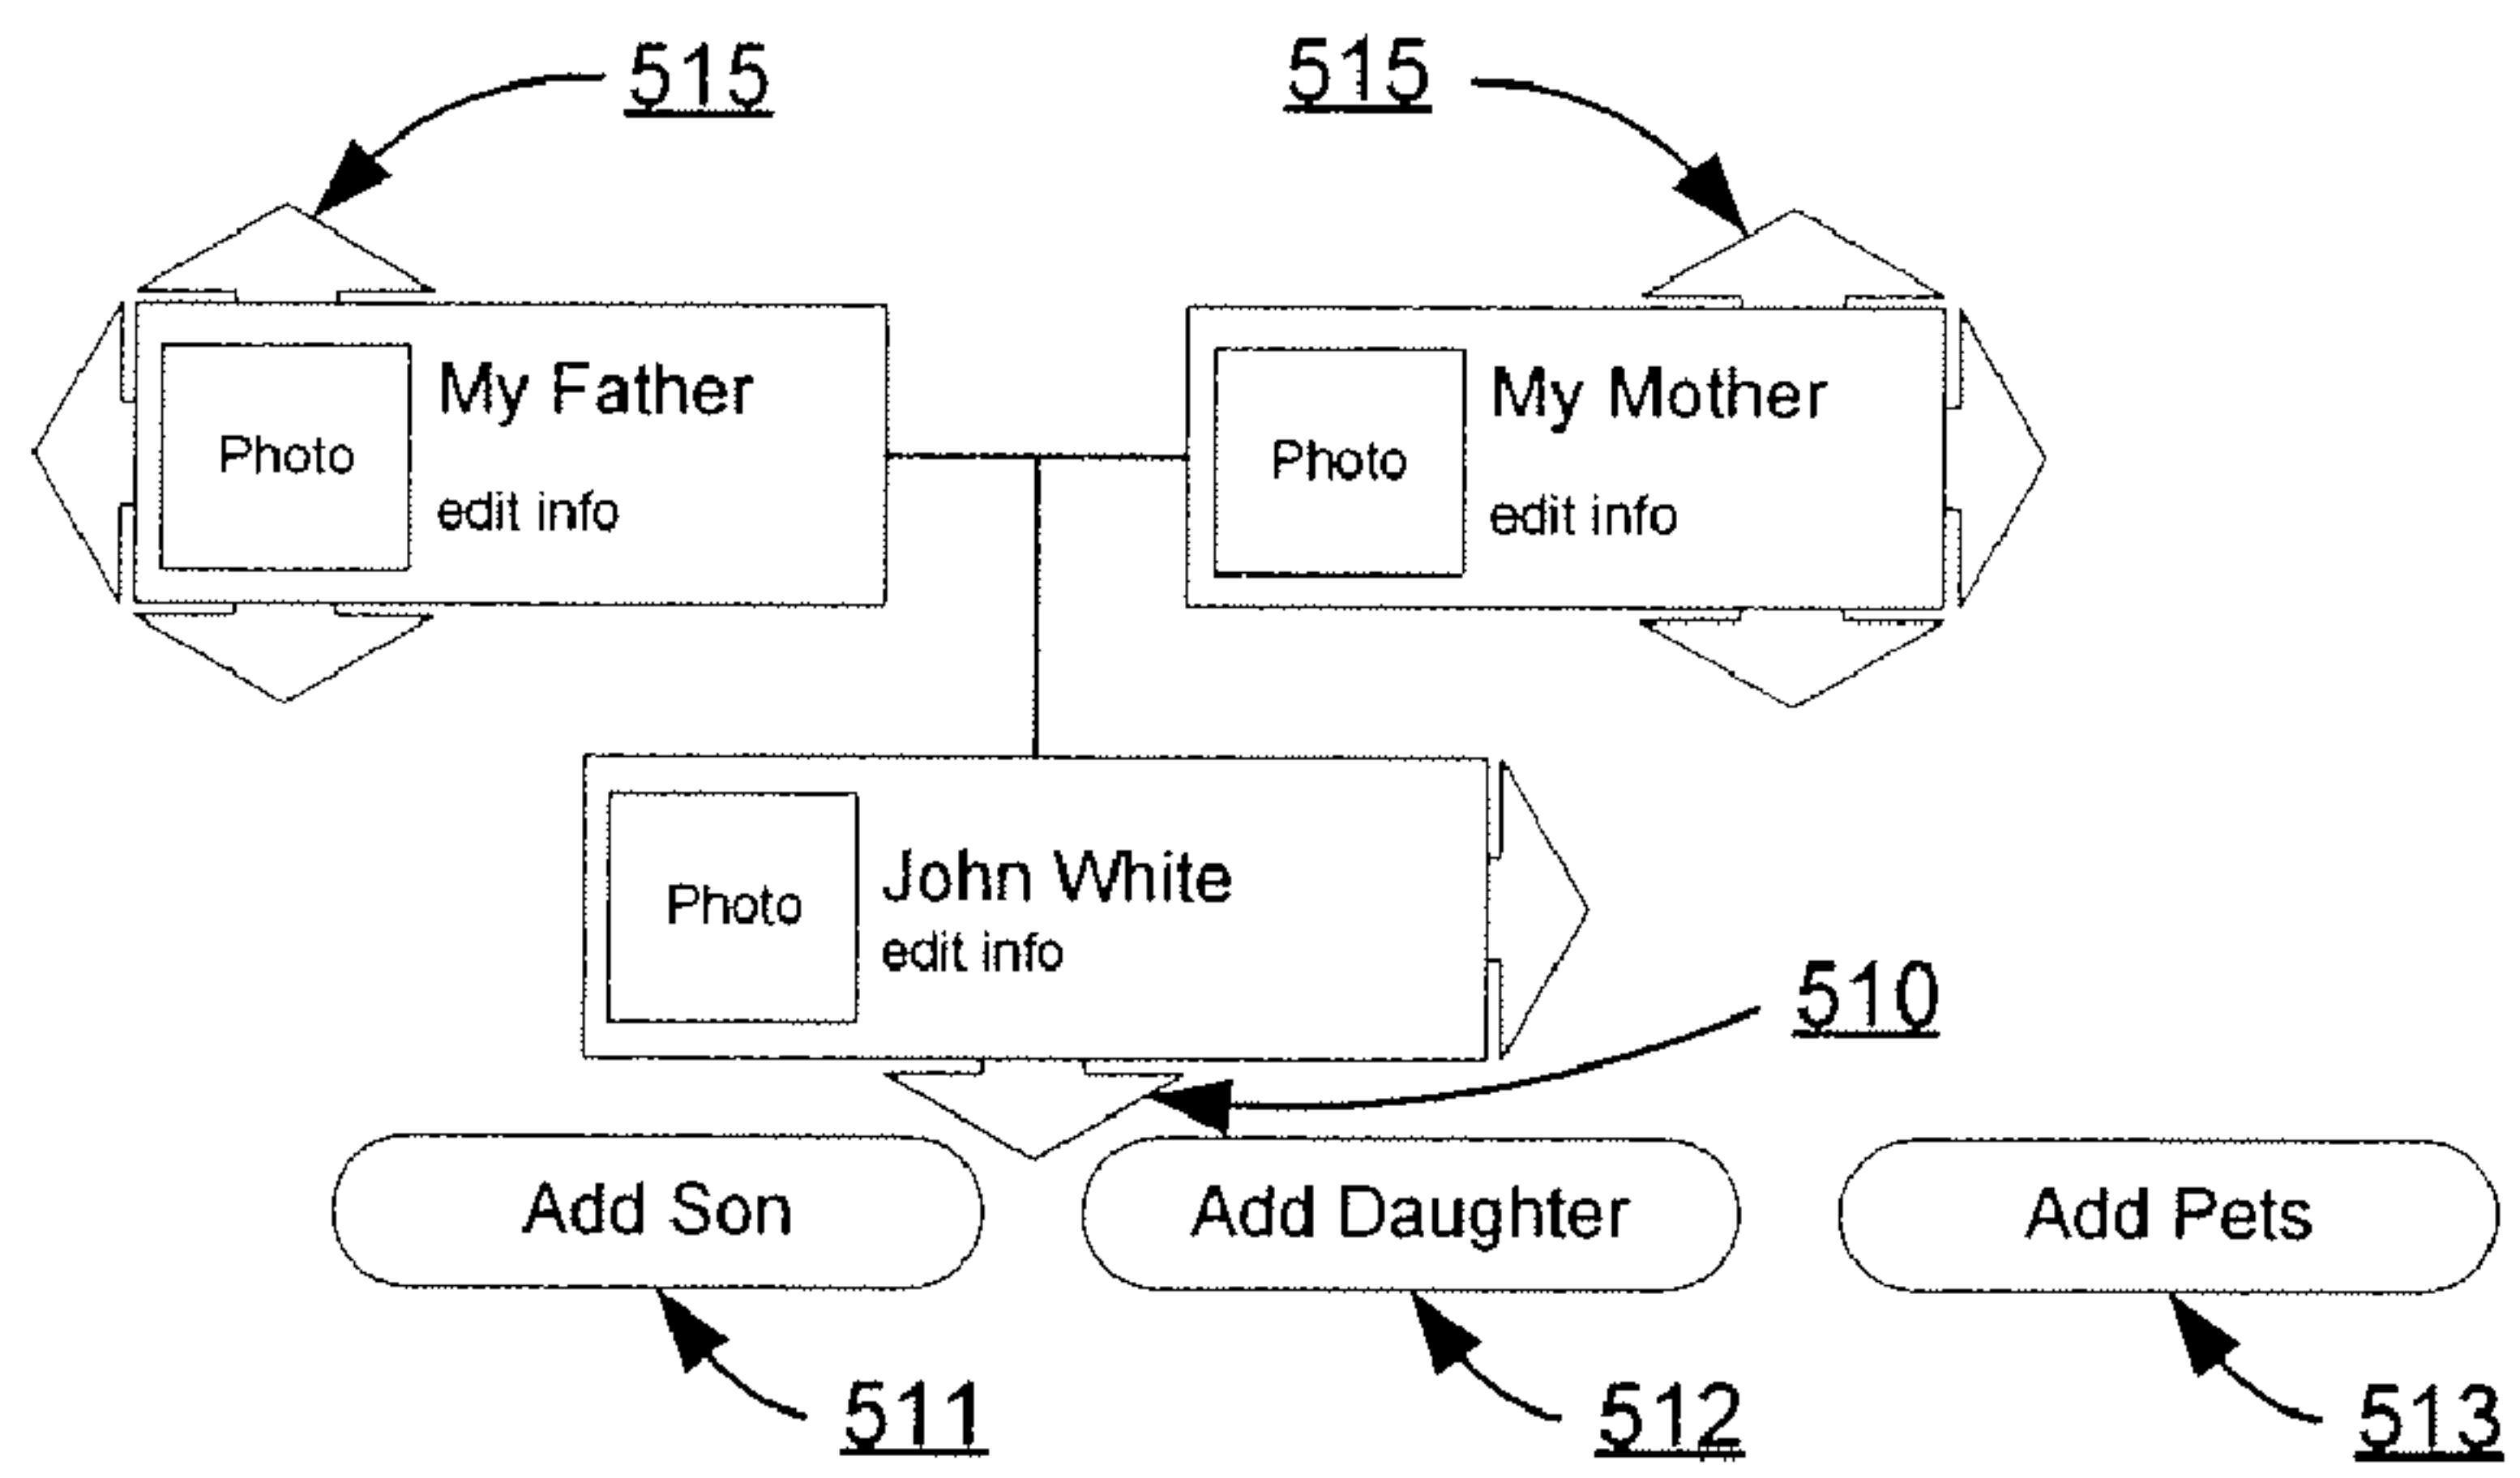 515
515
My Father
Photo
edit info
My Mother
Photo
edit info
John White
Photo
edit info
510
Add Son
Add Daughter
Add Pets
511
512
513